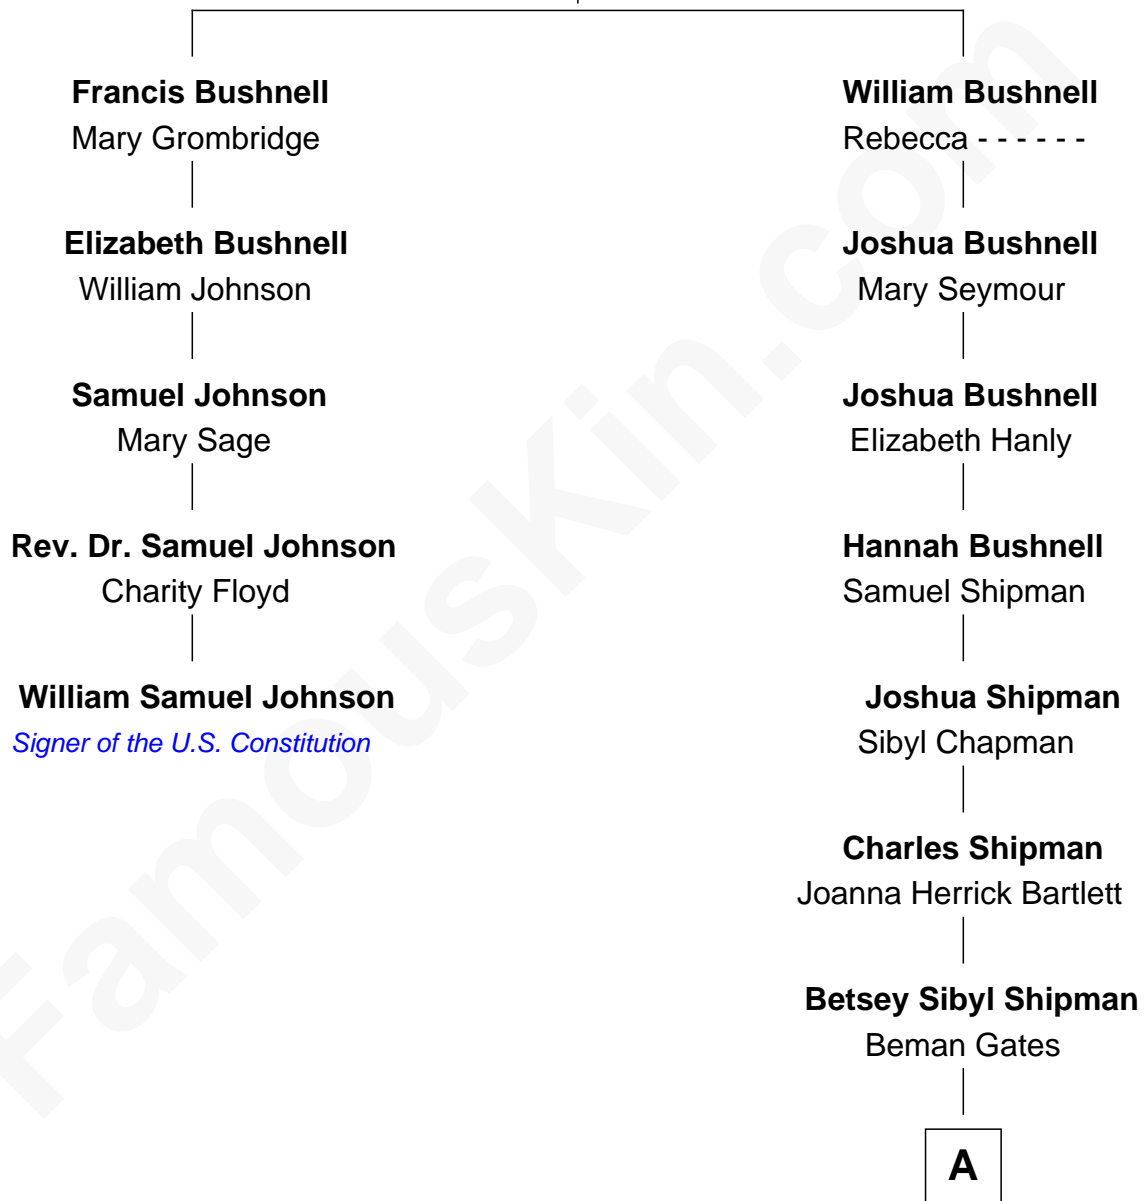 Francis Bushnell
Mary Grombridge
Elizabeth Bushnell
William Johnson
Samuel Johnson
Mary Sage
Rev. Dr. Samuel Johnson
Charity Floyd
William Samuel Johnson
Signer of the U.S. Constitution
William Bushnell
Rebecca - - - - - -
Joshua Bushnell
Mary Seymour
Joshua Bushnell
Elizabeth Hanly
Hannah Bushnell
Samuel Shipman
Joshua Shipman
Sibyl Chapman
Charles Shipman
Joanna Herrick Bartlett
Betsey Sibyl Shipman
Beman Gates
A
FamousKin.com